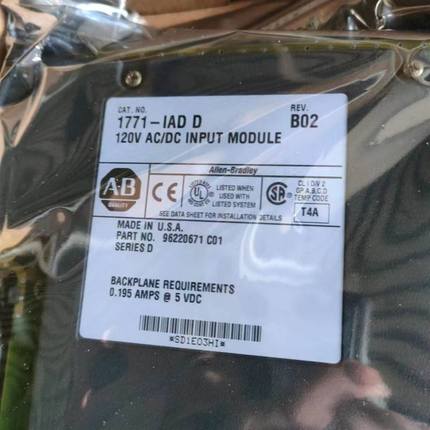 CAT. NO.
1771-IAD D
REV.
B02
120V AC/DC INPUT MODULE
Allen-Bradley
AB
QUALITY
CE
UL
LISTED WHEN
USED WITH
LISTED SYSTEM
SA
CL I DIV 2
GP A,B,C,D
TEMP CODE
T4A
SEE DATA SHEET FOR INSTALLATION DETAILS
MADE IN U.S.A.
PART NO. 96220671 C01
SERIES D
BACKPLANE REQUIREMENTS
0.195 AMPS @ 5 VDC
*SD1E03HI*